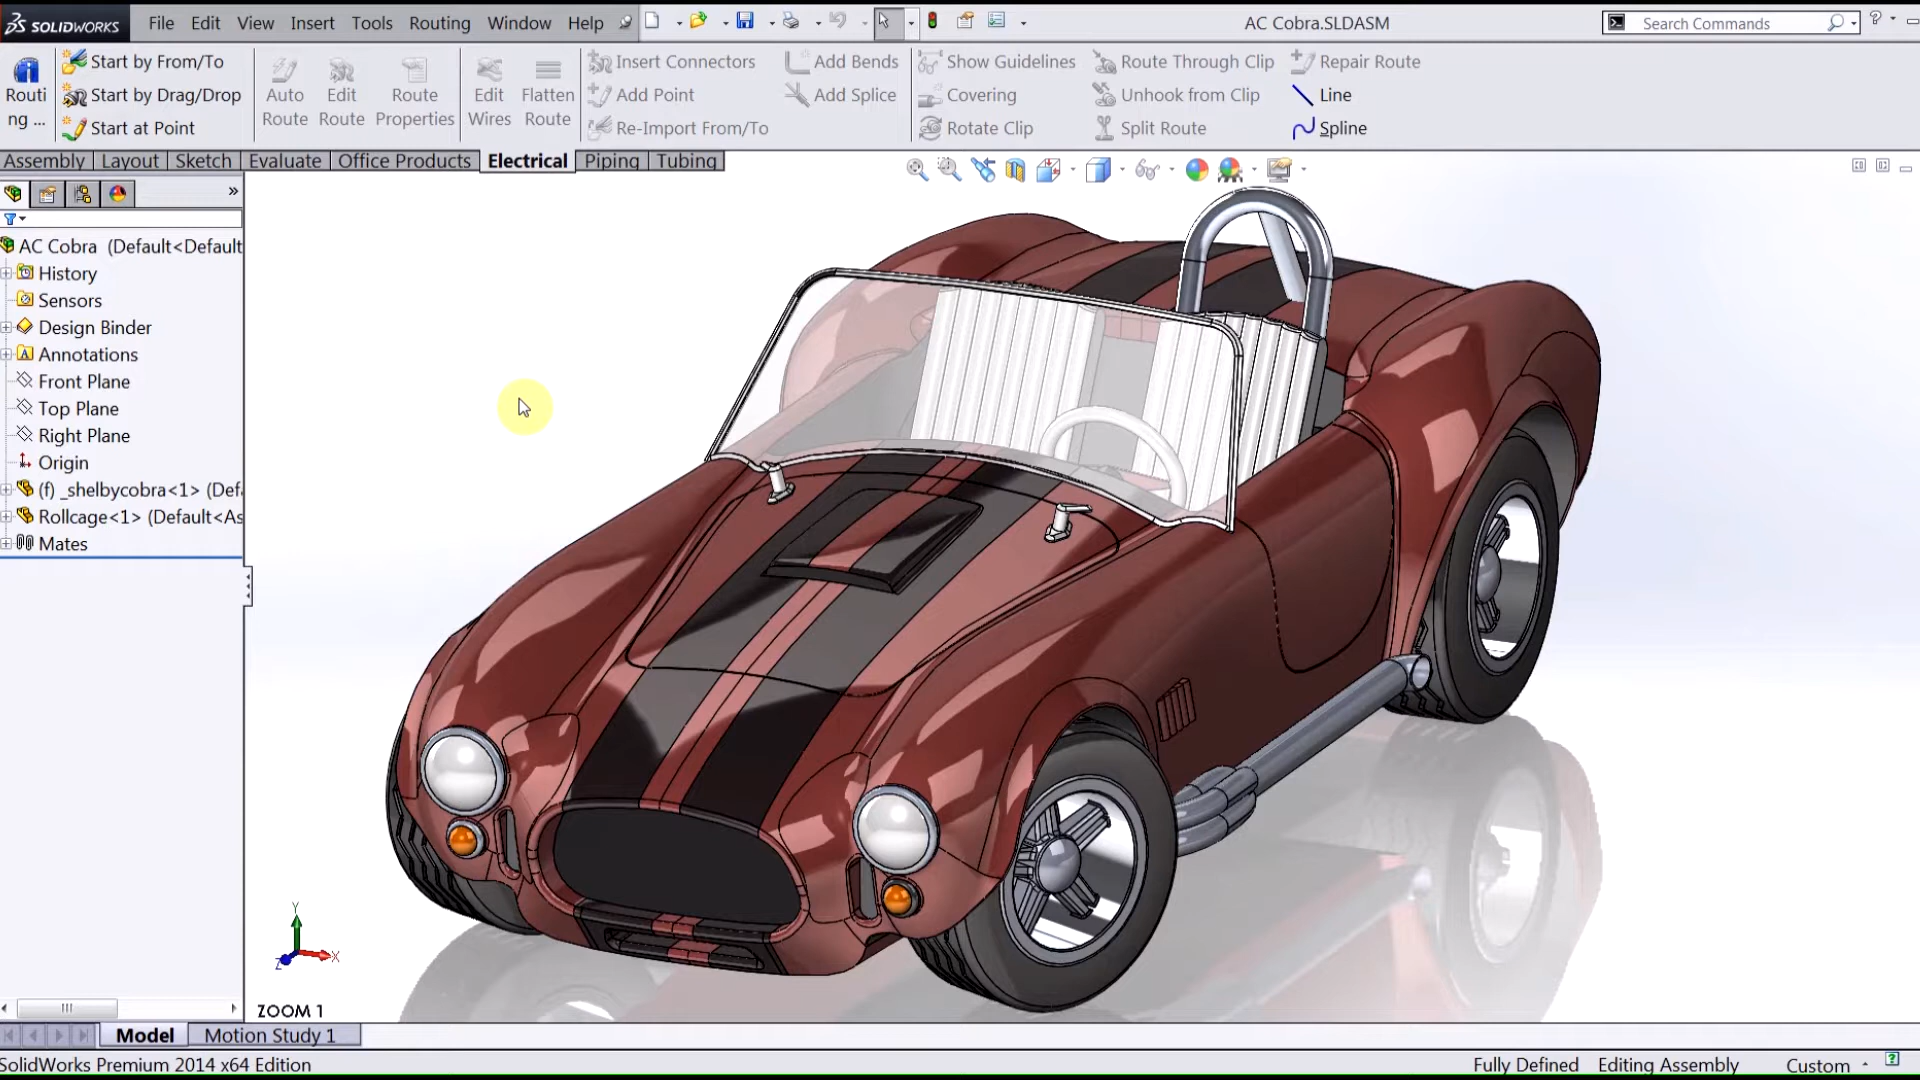 SOLIDWORKS File Edit View Insert Tools Routing Window Help AC Cobra.SLDASM Search Commands ?
Start by From/To Insert Connectors Add Bends Show Guidelines Route Through Clip Repair Route
Routi ng ... Start by Drag/Drop Auto Route Edit Route Route Properties Edit Wires Flatten Route Add Point Add Splice Covering Unhook from Clip Line
Start at Point Re-Import From/To Rotate Clip Split Route Spline
Assembly Layout Sketch Evaluate Office Products Electrical Piping Tubing
AC Cobra (Default<Default
History
Sensors
Design Binder
Annotations
Front Plane
Top Plane
Right Plane
Origin
(f) _shelbycobra<1> (Def
Rollcage<1> (Default<As
Mates
Y
X
Z
ZOOM 1
Model Motion Study 1
SolidWorks Premium 2014 x64 Edition Fully Defined Editing Assembly Custom ?